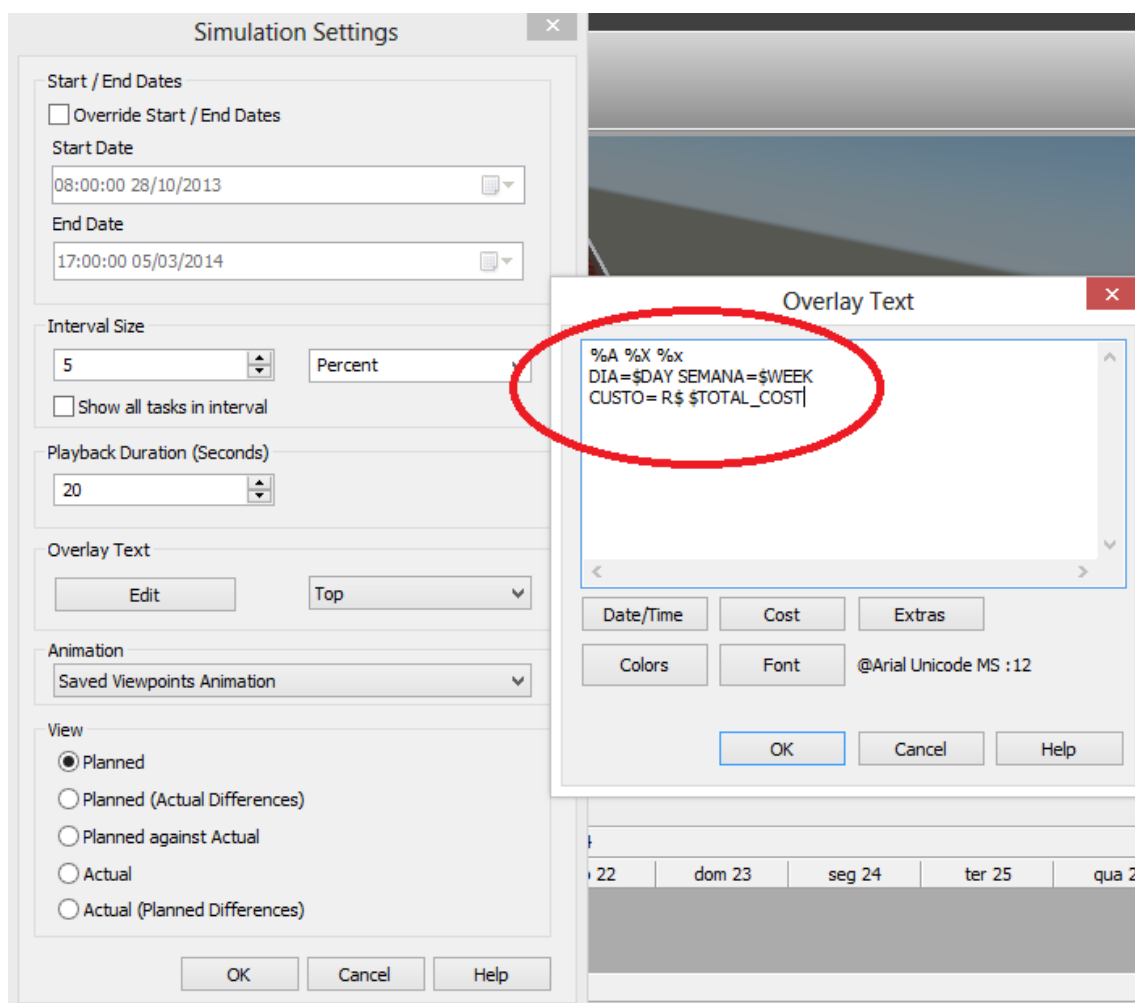 Simulation Settings
Start / End Dates
Override Start / End Dates
Start Date
08:00:00 28/10/2013
End Date
17:00:00 05/03/2014
Interval Size
5
Percent
Show all tasks in interval
Playback Duration (Seconds)
20
Overlay Text
Edit
Top
Animation
Saved Viewpoints Animation
View
Planned
Planned (Actual Differences)
Planned against Actual
Actual
Actual (Planned Differences)
OK
Cancel
Help
Overlay Text
%A %X %x
DIA=$DAY SEMANA=$WEEK
CUSTO= R$ $TOTAL_COST
Date/Time
Cost
Extras
Colors
Font
@Arial Unicode MS :12
OK
Cancel
Help
22
dom 23
seg 24
ter 25
qua 2